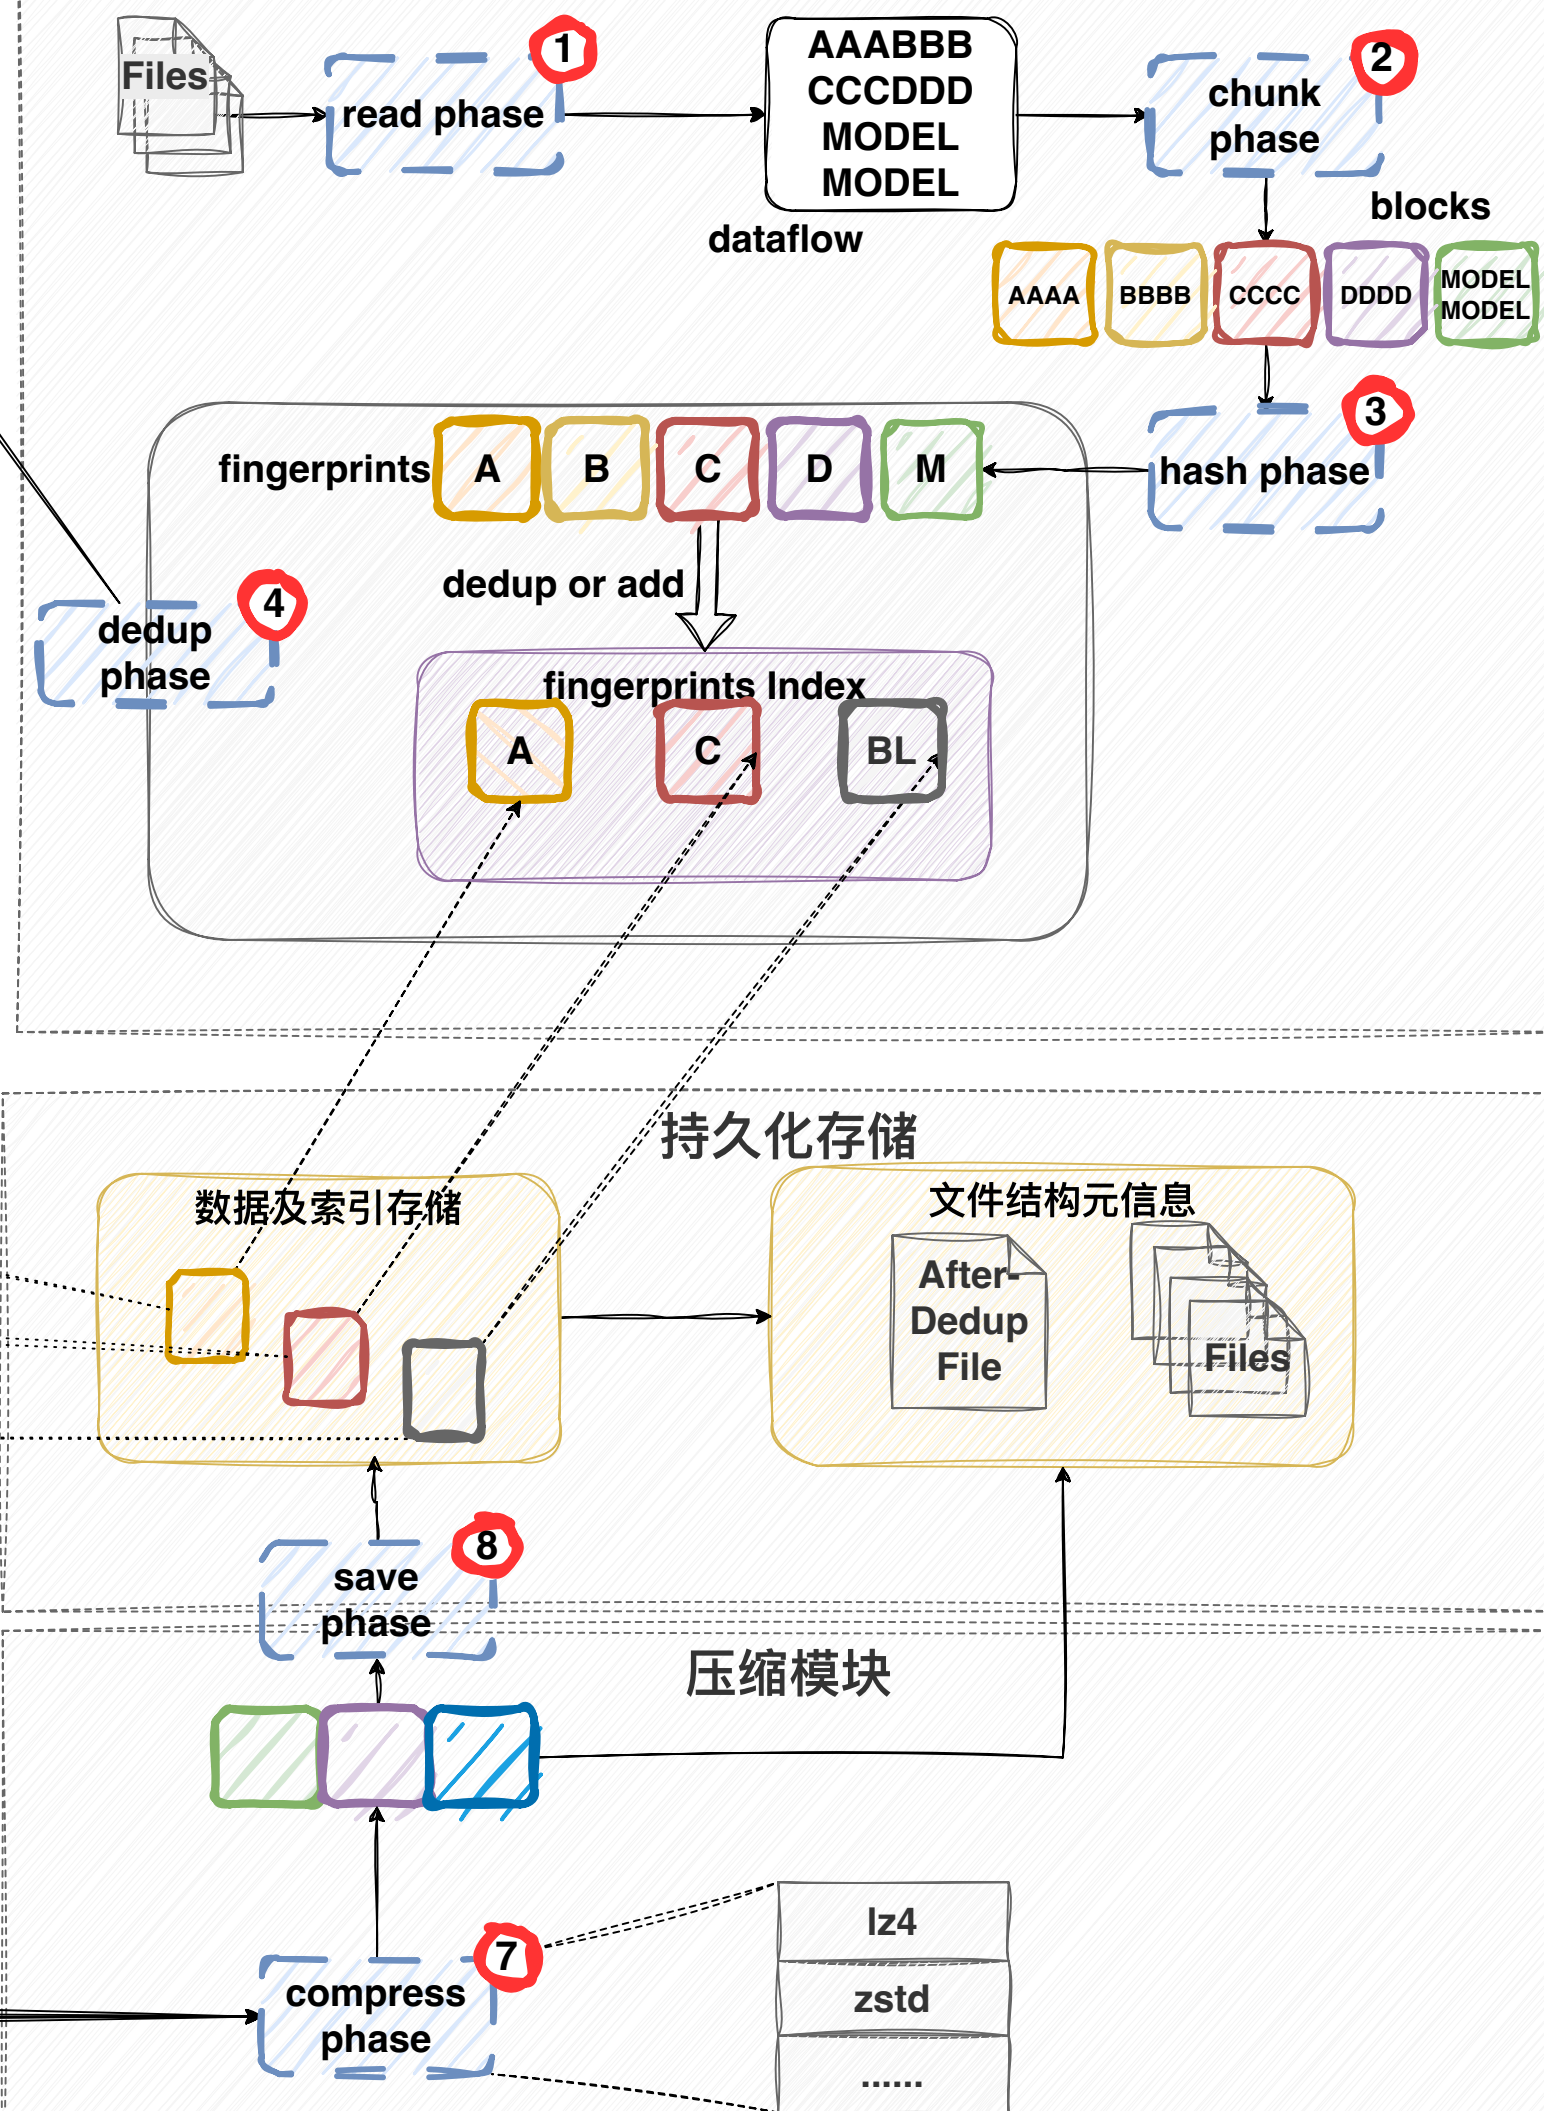 Files
read phase
1
AAABBB
CCCDDD
MODEL
MODEL
dataflow
chunk
phase
2
blocks
AAAA
BBBB
CCCC
DDDD
MODEL
MODEL
3
hash phase
fingerprints
A
B
C
D
M
dedup or add
4
dedup
phase
fingerprints Index
A
C
BL
持久化存储
数据及索引存储
文件结构元信息
After-
Dedup
File
Files
8
save
phase
压缩模块
7
compress
phase
lz4
zstd
......